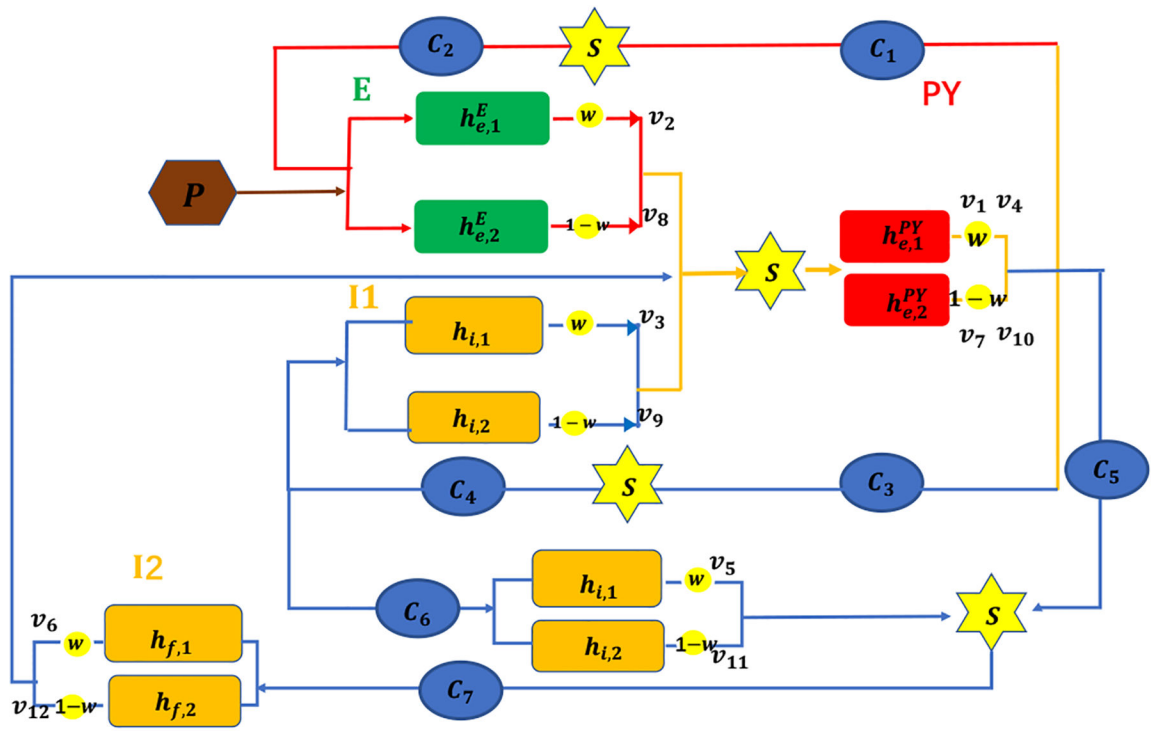 C₂ S C₁
E PY
h^E_{e,1} w v₂
P
h^E_{e,2} 1 − w v₈
v₁ v₄
S h^{PY}_{e,1} w
h^{PY}_{e,2} 1 − w
v₇ v₁₀
I1
h_{i,1} w v₃
h_{i,2} 1 − w v₉
C₄ S C₃ C₅
I2
h_{i,1} w v₅
C₆ S
h_{i,2} 1−w v₁₁
v₆ w h_{f,1}
C₇
v₁₂ 1−w h_{f,2}